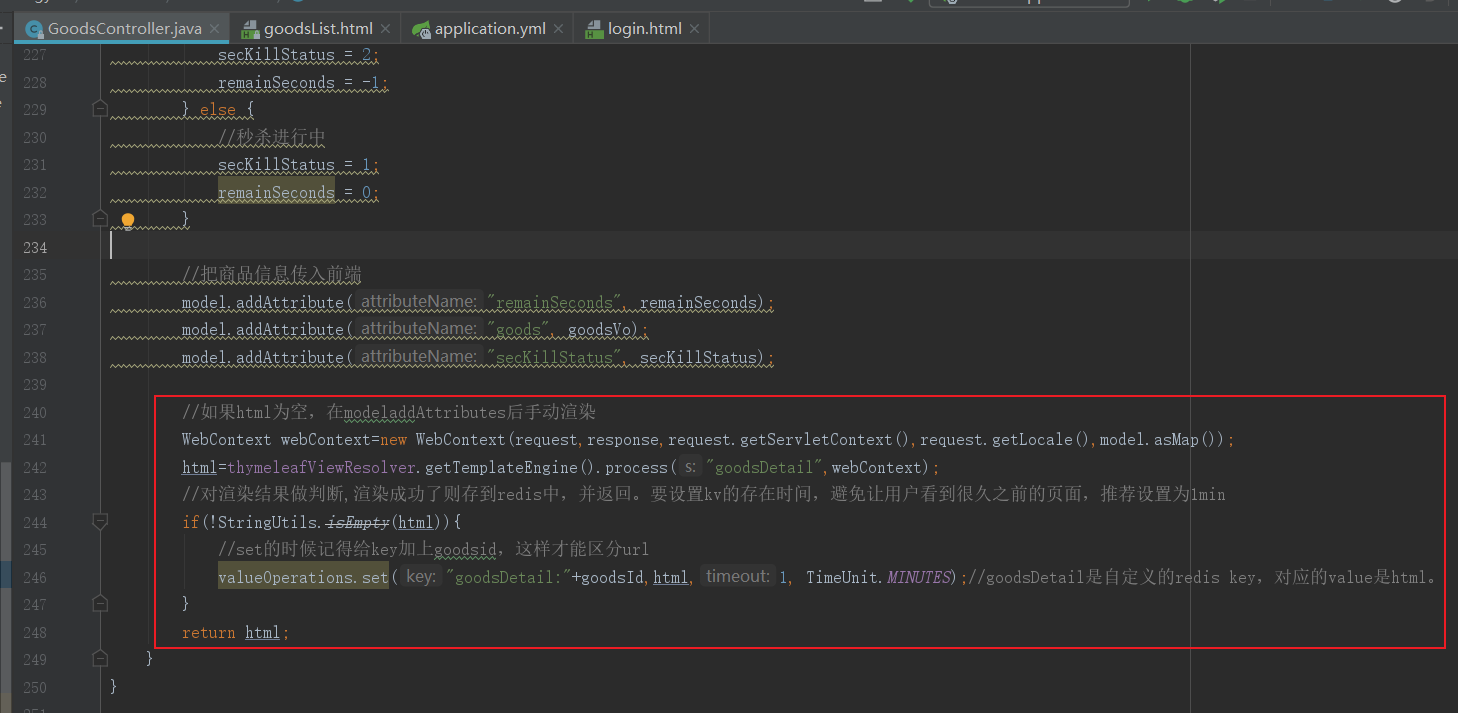 GoodsController.java goodsList.html application.yml login.html
227 secKillStatus = 2;
228 remainSeconds = -1;
229 } else {
230 //秒杀进行中
231 secKillStatus = 1;
232 remainSeconds = 0;
233 }
234
235 //把商品信息传入前端
236 model.addAttribute( attributeName: "remainSeconds", remainSeconds);
237 model.addAttribute( attributeName: "goods", goodsVo);
238 model.addAttribute( attributeName: "secKillStatus", secKillStatus);
239
240 //如果html为空，在modeladdAttributes后手动渲染
241 WebContext webContext=new WebContext(request,response,request.getServletContext(),request.getLocale(),model.asMap());
242 html=thymeleafViewResolver.getTemplateEngine().process( s: "goodsDetail",webContext);
243 //对渲染结果做判断,渲染成功了则存到redis中，并返回。要设置kv的存在时间，避免让用户看到很久之前的页面，推荐设置为1min
244 if(!StringUtils.isEmpty(html)){
245 //set的时候记得给key加上goodsid，这样才能区分url
246 valueOperations.set( key: "goodsDetail:"+goodsId,html, timeout: 1, TimeUnit.MINUTES);//goodsDetail是自定义的redis key，对应的value是html。
247 }
248 return html;
249 }
250 }